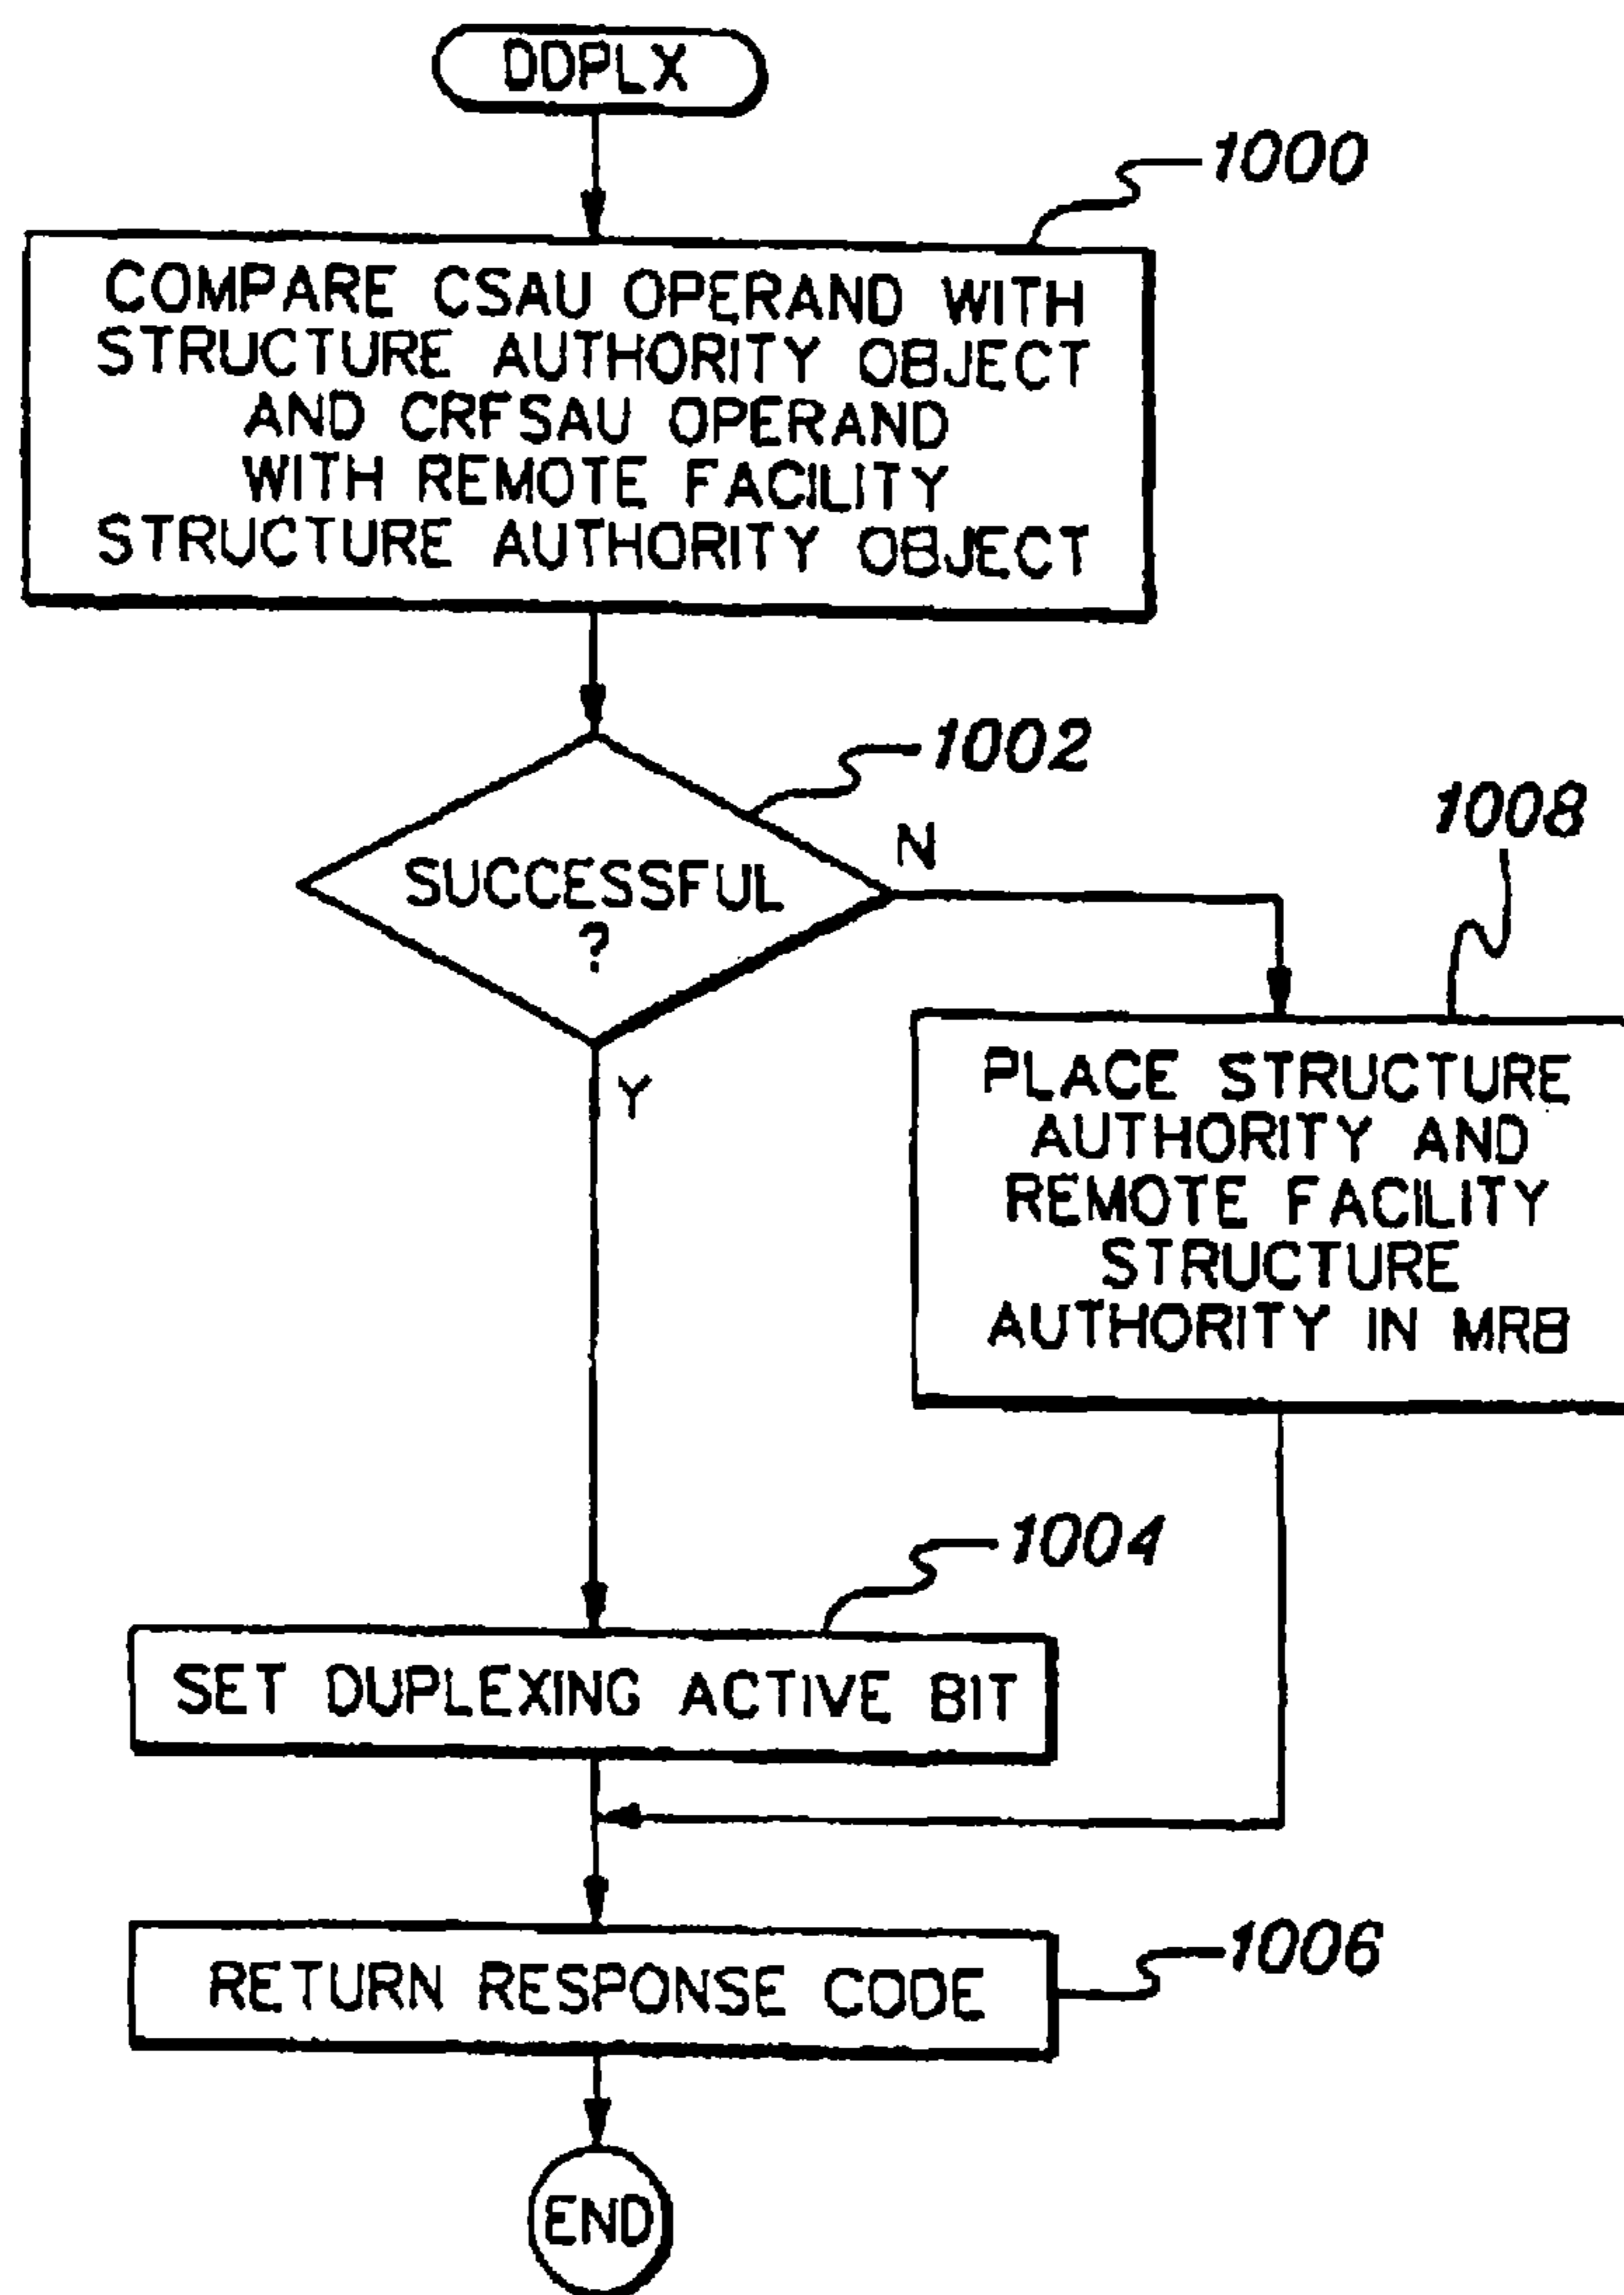 DDPLX
1000
COMPARE CSAU OPERAND WITH
STRUCTURE AUTHORITY OBJECT
AND CRFSAU OPERAND
WITH REMOTE FACILITY
STRUCTURE AUTHORITY OBJECT
1002
SUCCESSFUL
?
N
Y
1008
PLACE STRUCTURE
AUTHORITY AND
REMOTE FACILITY
STRUCTURE
AUTHORITY IN MRB
1004
SET DUPLEXING ACTIVE BIT
RETURN RESPONSE CODE
1006
END